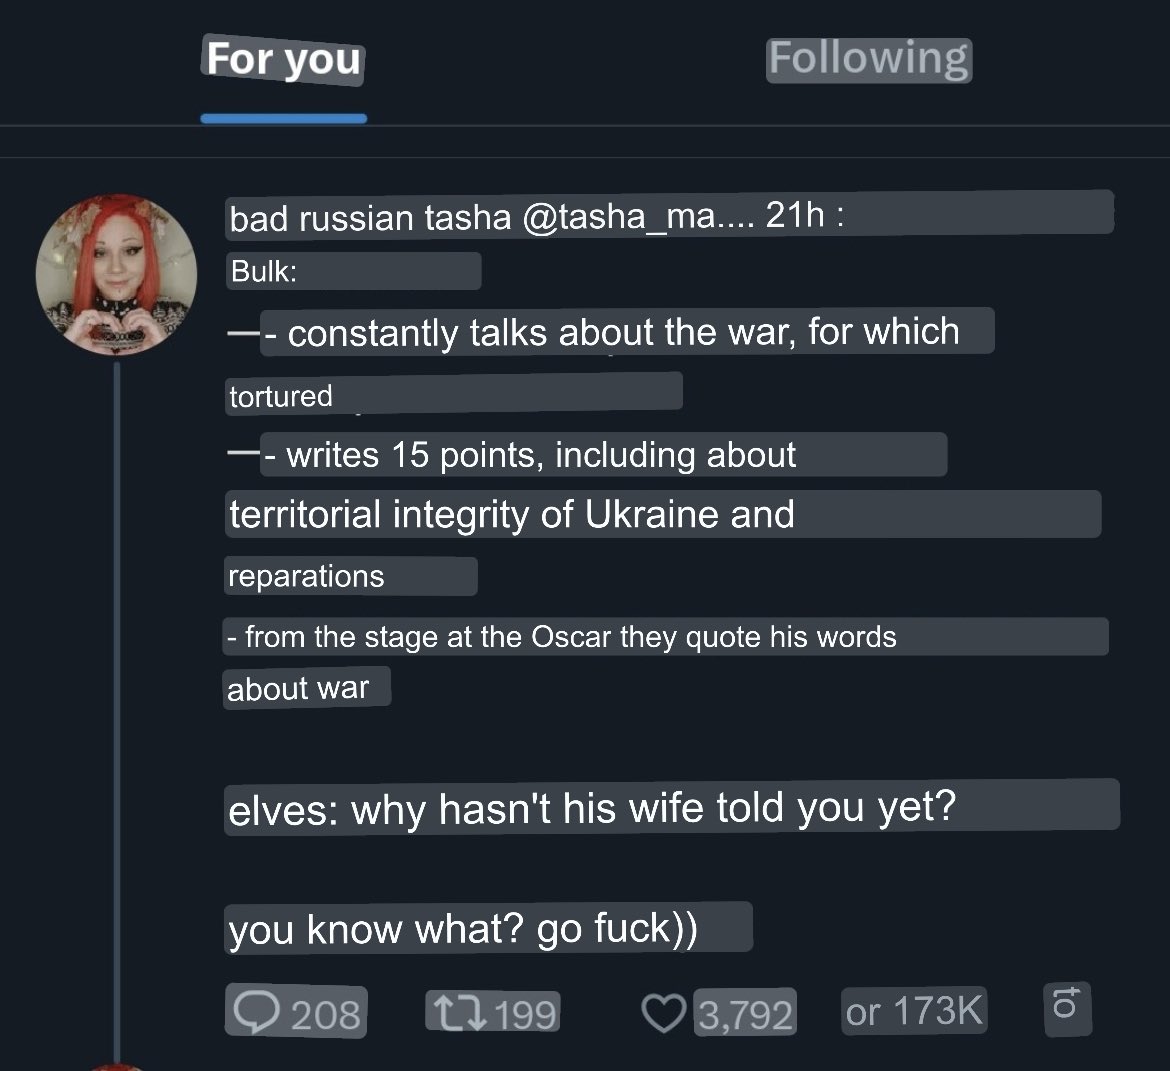 For you
Following
bad russian tasha @tasha_ma.... 21h :
Bulk:
—- constantly talks about the war, for which
tortured
—- writes 15 points, including about
territorial integrity of Ukraine and
reparations
- from the stage at the Oscar they quote his words
about war
elves: why hasn't his wife told you yet?
you know what? go fuck))
208 199 3,792 or 173K to